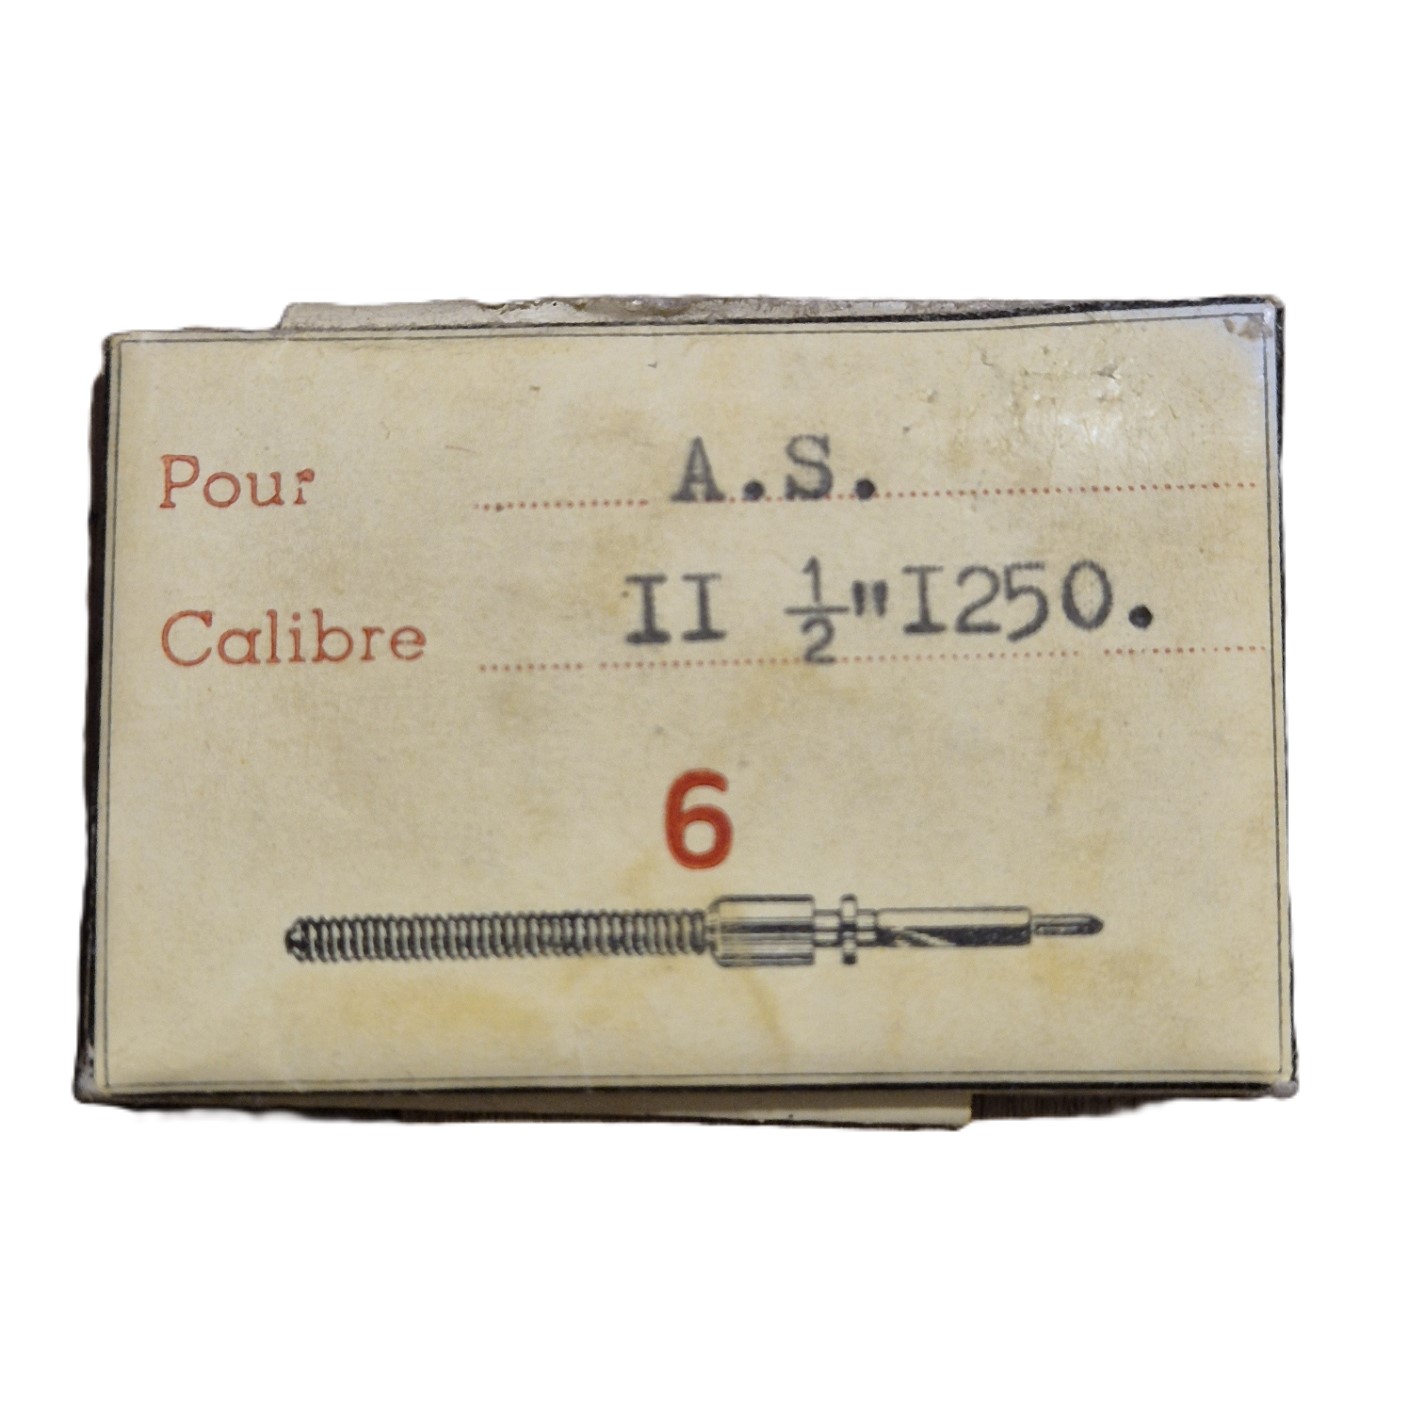 Pour A.S.
Calibre II ½"I250.
6